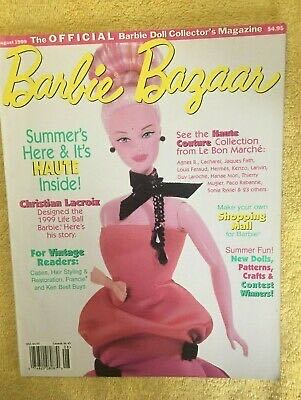 August 1999 The OFFICIAL Barbie Doll Collector's Magazine $4.95
Barbie Bazaar
Summer's
Here & It's
HAUTE
Inside!
Christian Lacroix
Designed the
1999 Life Ball
Barbie. Here's
his story.
For Vintage
Readers:
Cases, Hair Styling &
Restoration, Francie
and Ken Best Buys
See the Haute
Couture Collection
from Le Bon Marché:
Agnes B., Cacharel, Jaques Fath,
Louis Feraud, Hermès, Kenzo, Lanvin,
Guy Laroche, Hanae Mori, Thierry
Mugler, Paco Rabanne,
Sonia Rykiel & 93 others
Make your own
Shopping
Mall
for Barbie
Summer Fun!
New Dolls,
Patterns,
Crafts &
Contest
Winners!